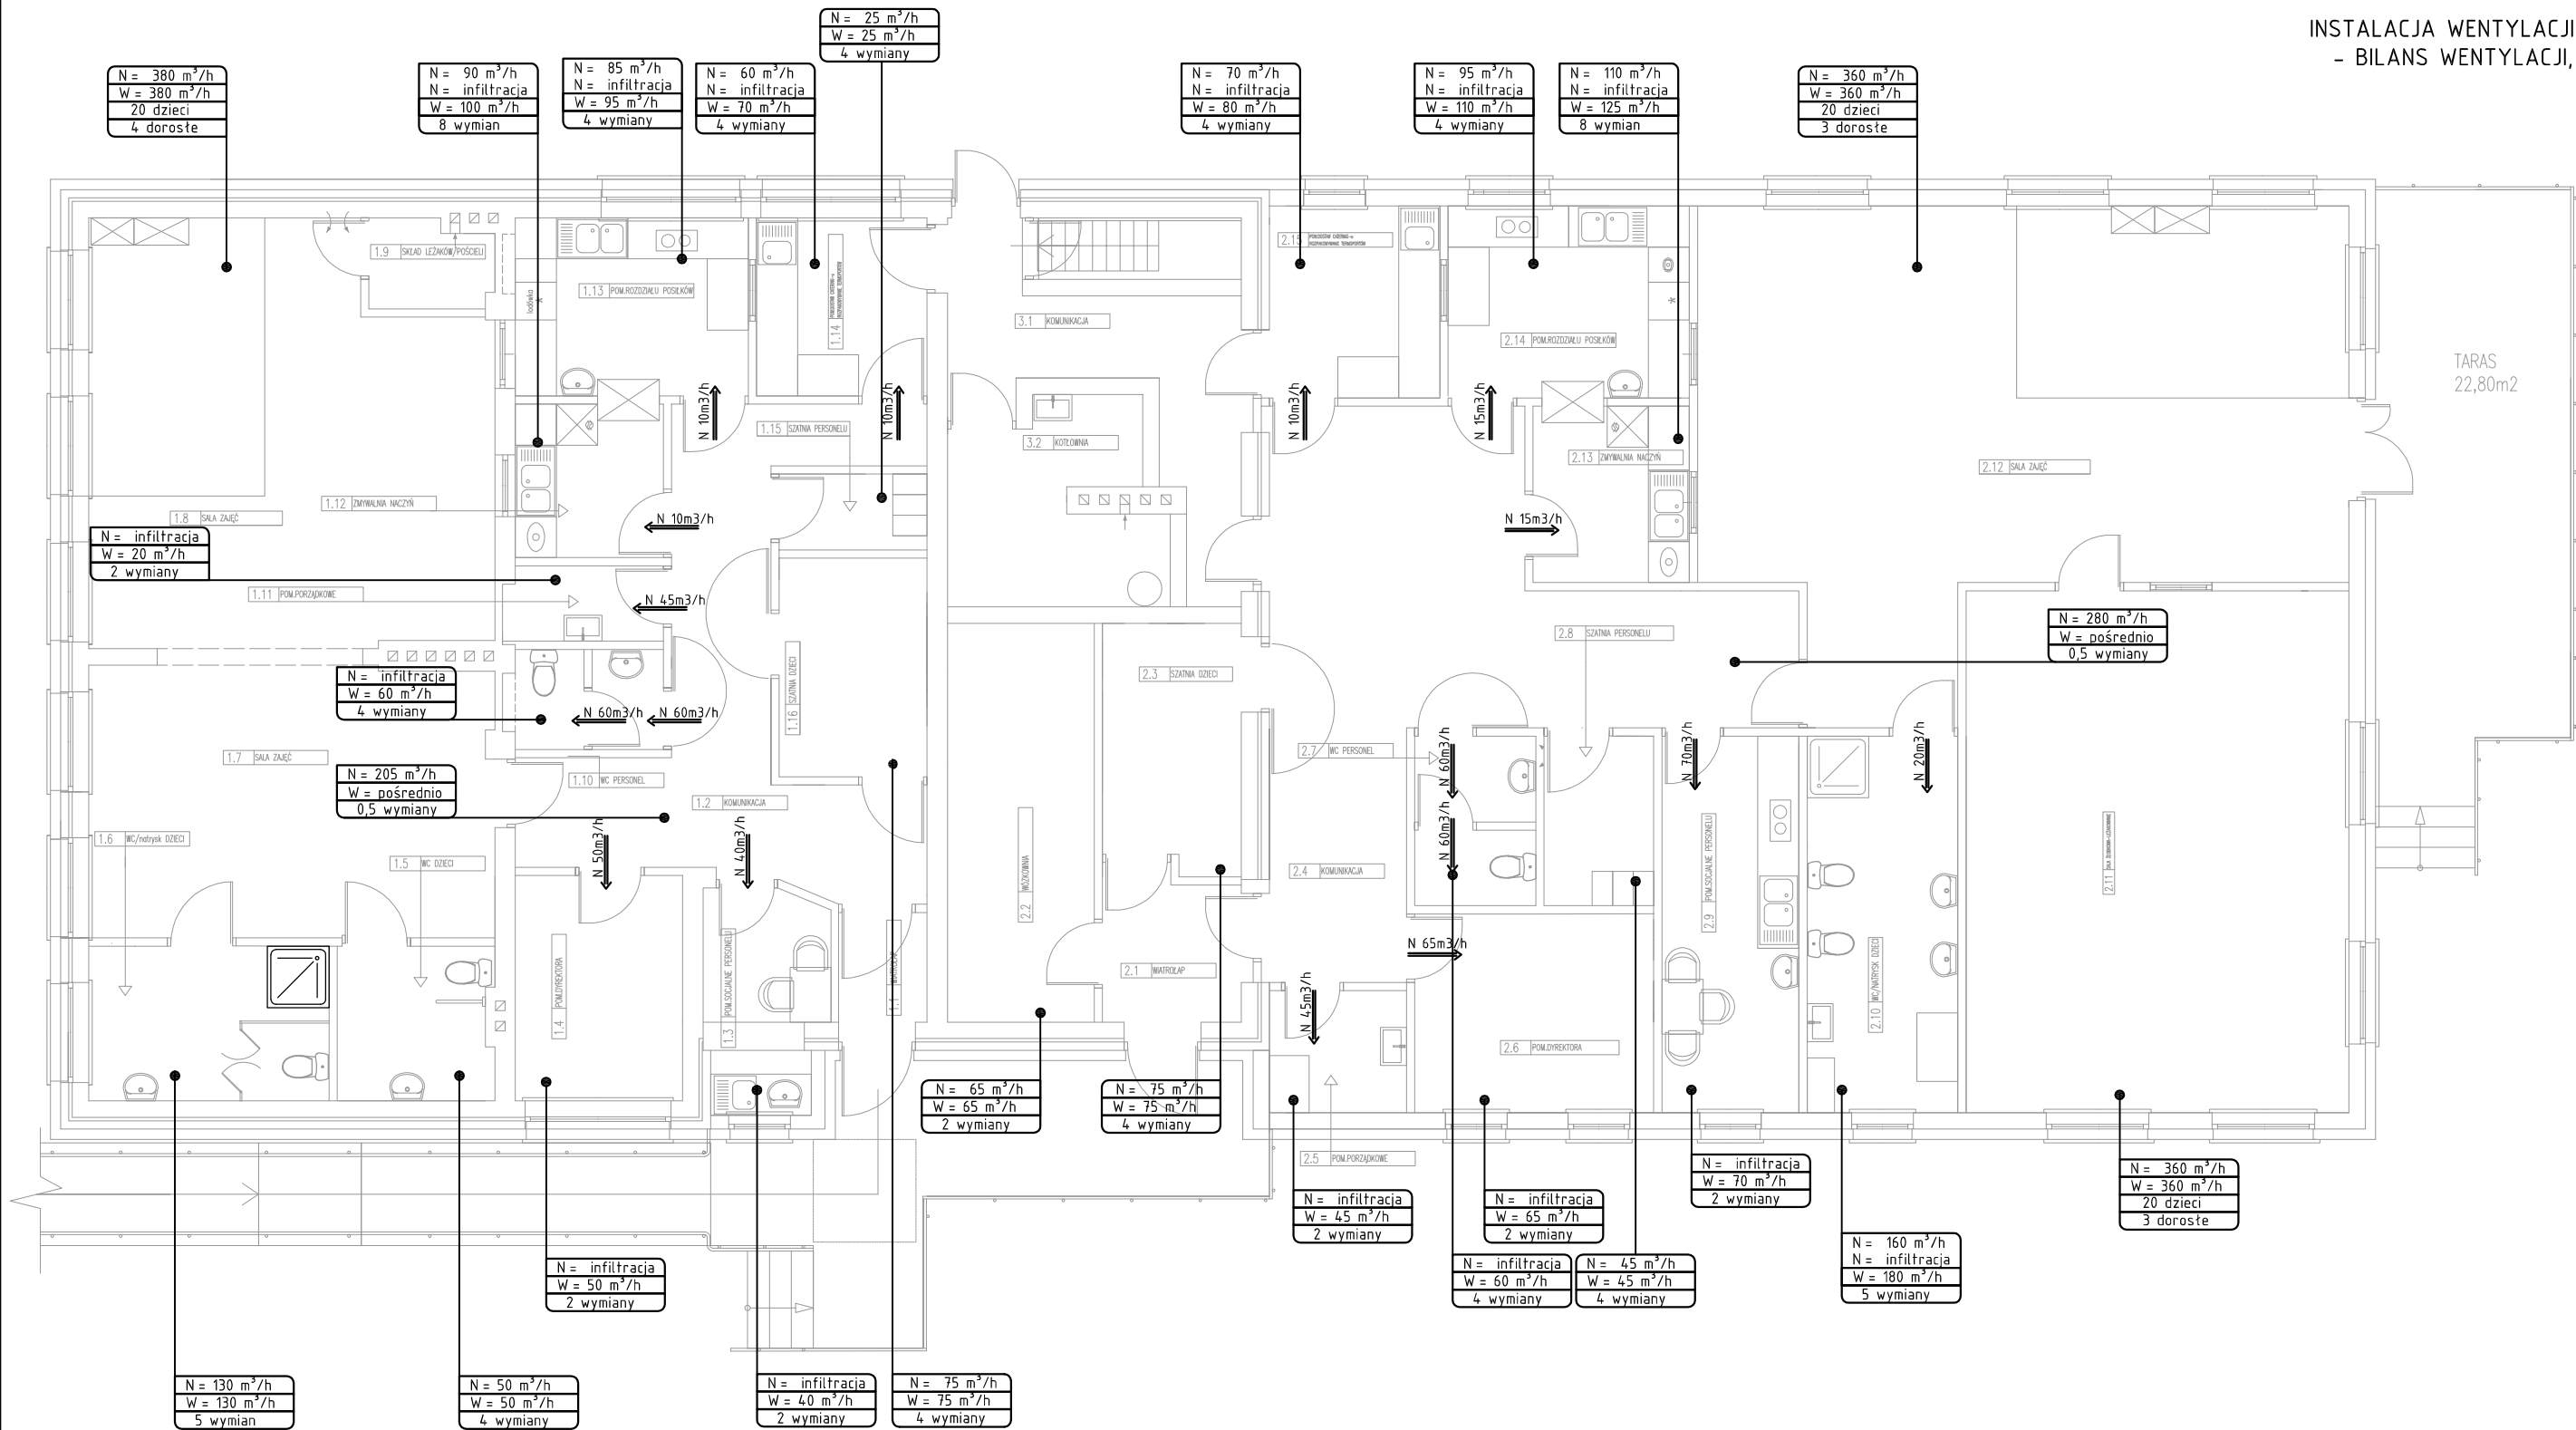 INSTALACJA WENTYLACJI
- BILANS WENTYLACJI,
N = 25 m³/h
W = 25 m³/h
4 wymiany
N = 380 m³/h
W = 380 m³/h
20 dzieci
4 dorosłe
N = 90 m³/h
N = infiltracja
W = 100 m³/h
8 wymian
N = 85 m³/h
N = infiltracja
W = 95 m³/h
4 wymiany
N = 60 m³/h
N = infiltracja
W = 70 m³/h
4 wymiany
N = 70 m³/h
N = infiltracja
W = 80 m³/h
4 wymiany
N = 95 m³/h
N = infiltracja
W = 110 m³/h
4 wymiany
N = 110 m³/h
N = infiltracja
W = 125 m³/h
8 wymian
N = 360 m³/h
W = 360 m³/h
20 dzieci
3 dorosłe
1.9 SKŁAD LEŻAKÓW/POŚCIELI
lodówka
1.13 POM.ROZDZIAŁU POSIŁKÓW
1.14
3.1 KOMUNIKACJA
2.15
2.14 POM.ROZDZIAŁU POSIŁKÓW
TARAS
22,80m2
N 10m3/h
N 10m3/h
N 10m3/h
N 15m3/h
1.15 SZATNIA PERSONELU
3.2 KOTŁOWNIA
2.13 ZMYWALNIA NACZYŃ
2.12 SALA ZAJĘĆ
1.12 ZMYWALNIA NACZYŃ
1.8 SALA ZAJĘĆ
N 10m3/h
N 15m3/h
N = infiltracja
W = 20 m³/h
2 wymiany
1.11 POM.PORZĄDKOWE
N 45m3/h
N = 280 m³/h
W = pośrednio
0,5 wymiany
2.8 SZATNIA PERSONELU
1.16 SZATNIA DZIECI
2.3 SZATNIA DZIECI
N = infiltracja
W = 60 m³/h
4 wymiany
N 60m3/h
N 60m3/h
1.7 SALA ZAJĘĆ
2.7 WC PERSONEL
N 60m3/h
N 70m3/h
N 20m3/h
N = 205 m³/h
W = pośrednio
0,5 wymiany
1.10 WC PERSONEL
1.2 KOMUNIKACJA
1.6 WC/natrysk DZIECI
1.5 WC DZIECI
N 50m3/h
N 40m3/h
N 60m3/h
2.2 WÓZKOWNIA
2.4 KOMUNIKACJA
2.9 POM.SOCJALNE PERSONELU
2.11
1.4 POM.DYREKTORA
1.3 POM.SOCJALNE PERSONELU
1.1 WIATROŁAP
2.1 WIATROŁAP
N 65m3/h
N 45m3/h
2.10 WC/NATRYSK DZIECI
2.6 POM.DYREKTORA
N = 65 m³/h
W = 65 m³/h
2 wymiany
N = 75 m³/h
W = 75 m³/h
4 wymiany
2.5 POM.PORZĄDKOWE
N = infiltracja
W = 70 m³/h
2 wymiany
N = 360 m³/h
W = 360 m³/h
20 dzieci
3 dorosłe
N = infiltracja
W = 45 m³/h
2 wymiany
N = infiltracja
W = 65 m³/h
2 wymiany
N = infiltracja
W = 60 m³/h
4 wymiany
N = 45 m³/h
W = 45 m³/h
4 wymiany
N = 160 m³/h
N = infiltracja
W = 180 m³/h
5 wymiany
N = infiltracja
W = 50 m³/h
2 wymiany
N = 130 m³/h
W = 130 m³/h
5 wymian
N = 50 m³/h
W = 50 m³/h
4 wymiany
N = infiltracja
W = 40 m³/h
2 wymiany
N = 75 m³/h
W = 75 m³/h
4 wymiany